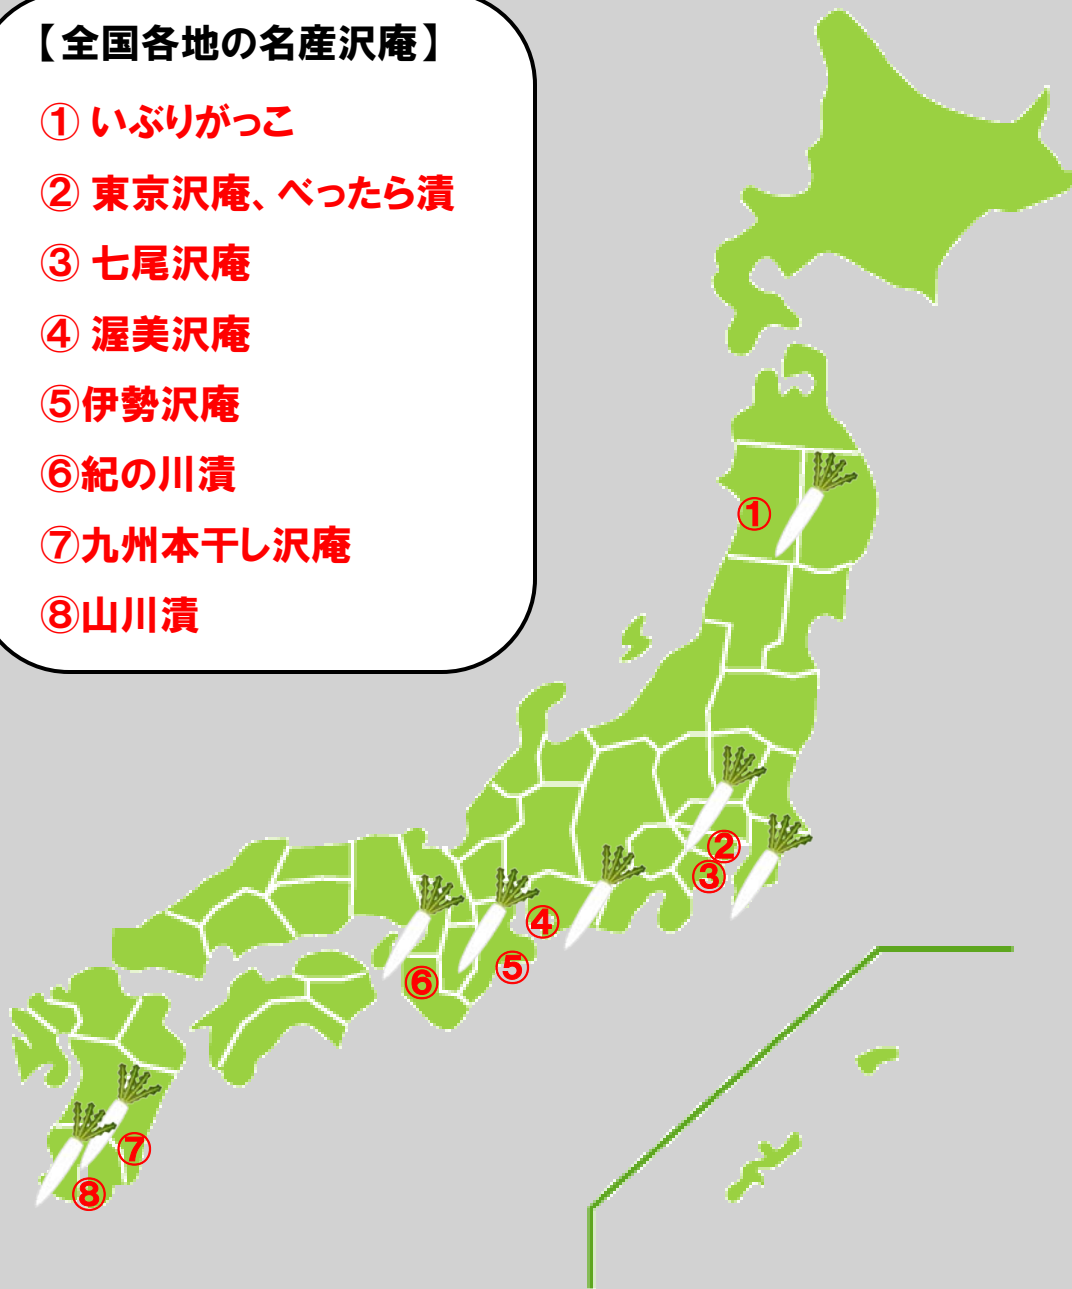 【全国各地の名産沢庵】
① いぶりがっこ
② 東京沢庵、べったら漬
③ 七尾沢庵
④ 渥美沢庵
⑤伊勢沢庵
⑥紀の川漬
⑦九州本干し沢庵
⑧山川漬
①
②
③
④
⑤
⑥
⑦
⑧